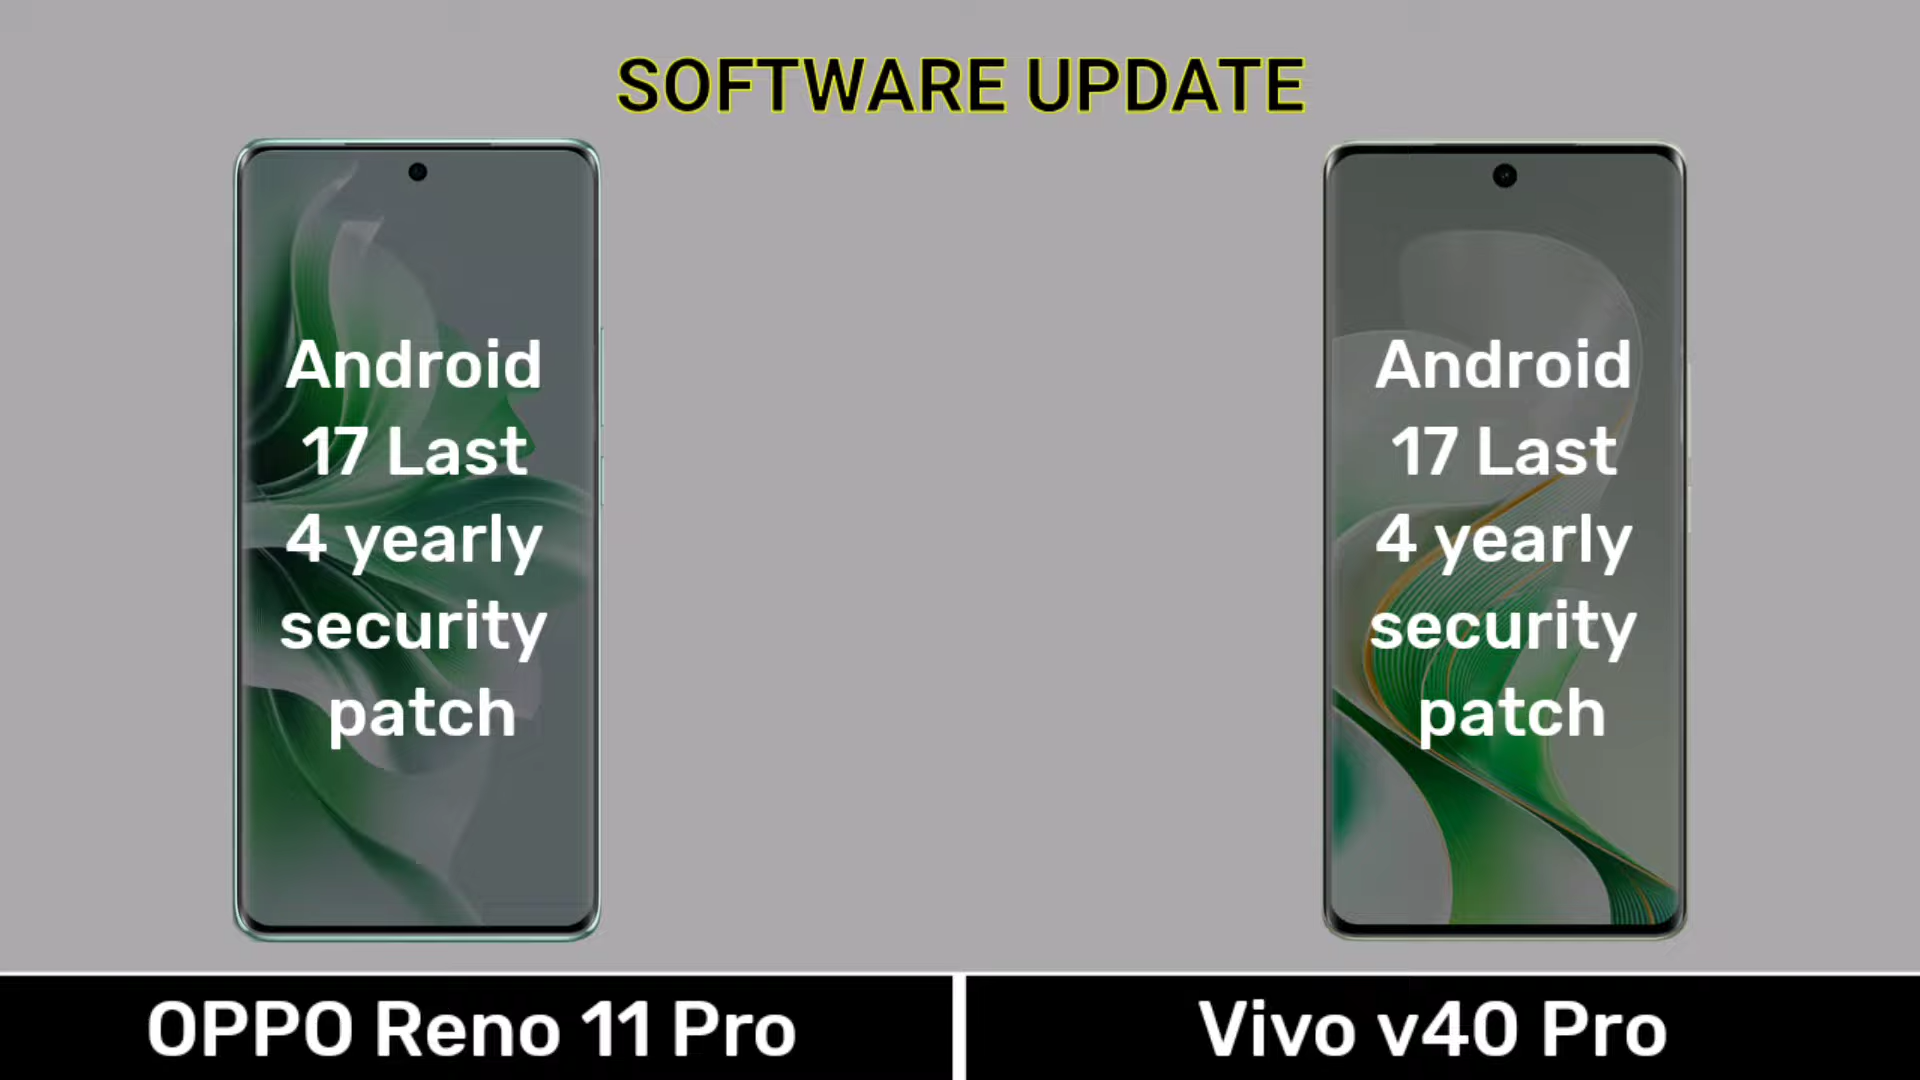 SOFTWARE UPDATE
Android
17 Last
4 yearly
security
patch
Android
17 Last
4 yearly
security
patch
OPPO Reno 11 Pro
Vivo v40 Pro